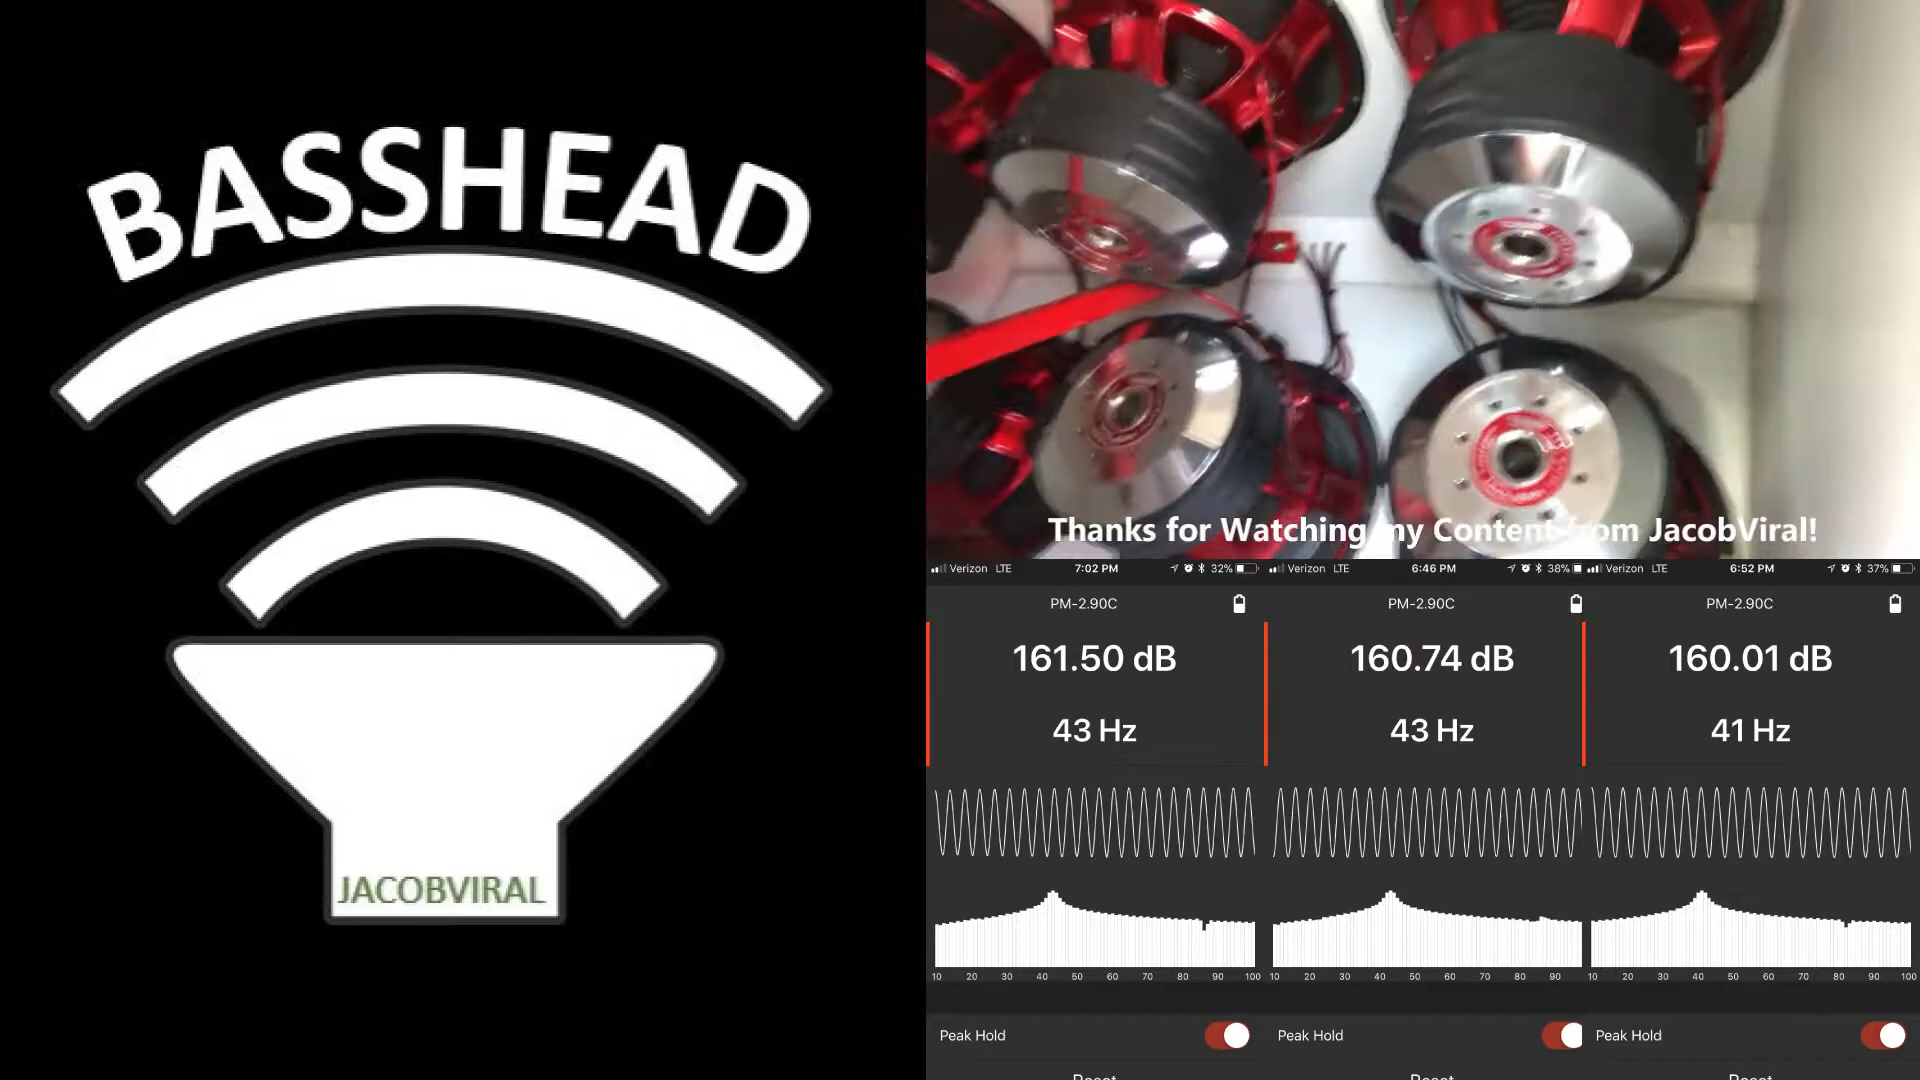 BASSHEAD
JACOBVIRAL
Thanks for Watching my Content from JacobViral!
Verizon LTE 7:02 PM 32%
PM-2.90C
161.50 dB
43 Hz
10 20 30 40 50 60 70 80 90 100
Peak Hold
Reset
Verizon LTE 6:46 PM 38%
PM-2.90C
160.74 dB
43 Hz
10 20 30 40 50 60 70 80 90
Peak Hold
Reset
Verizon LTE 6:52 PM 37%
PM-2.90C
160.01 dB
41 Hz
10 20 30 40 50 60 70 80 90 100
Peak Hold
Reset